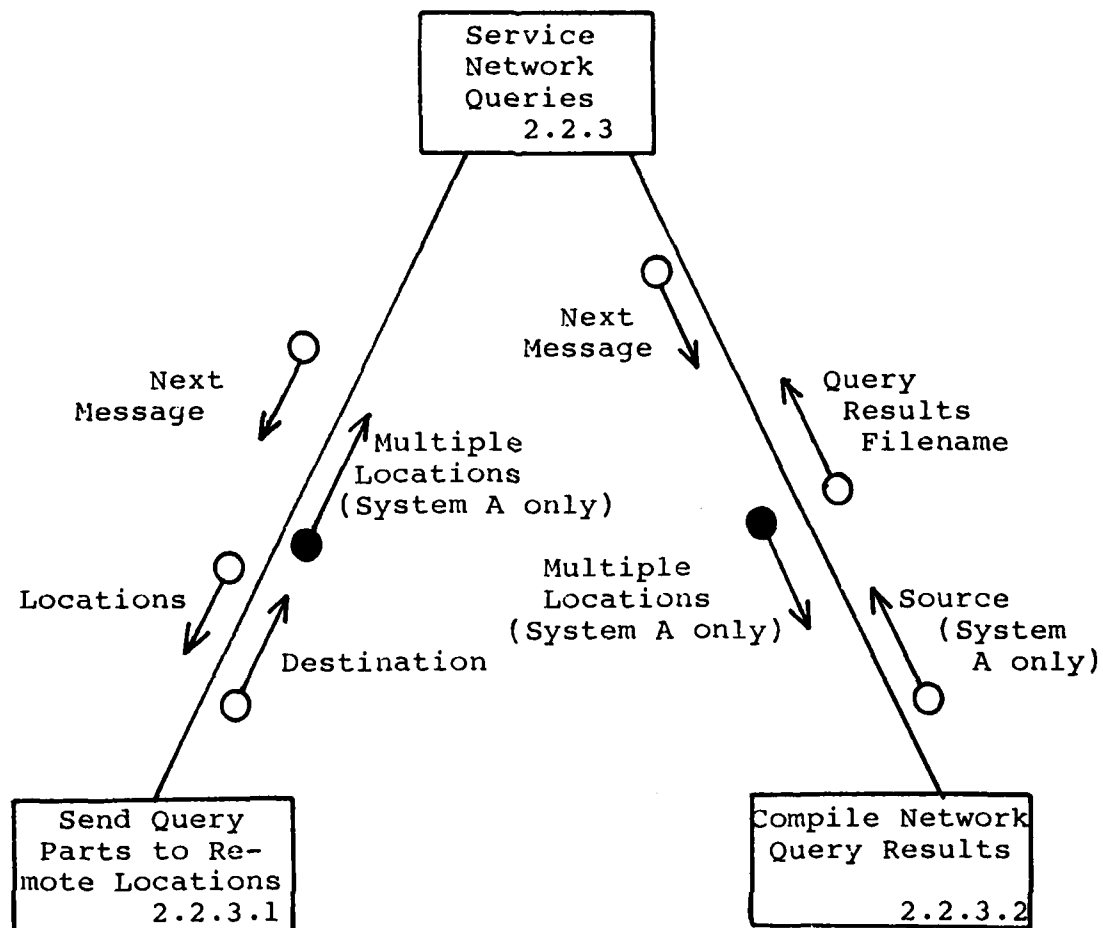 Service
Network
Queries
2.2.3
Next
Message
Multiple
Locations
(System A only)
Locations
Destination
Next
Message
Query
Results
Filename
Multiple
Locations
(System A only)
Source
(System
A only)
Send Query
Parts to Re-
mote Locations
2.2.3.1
Compile Network
Query Results
2.2.3.2